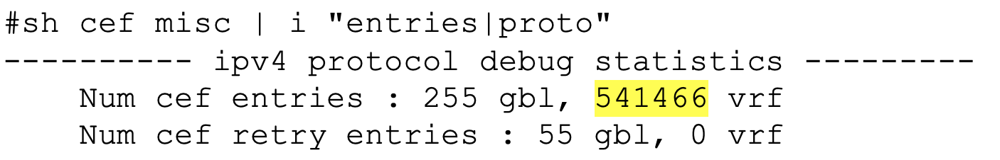 #sh cef misc | i "entries|proto"
---------- ipv4 protocol debug statistics ---------
Num cef entries : 255 gbl, 541466 vrf
Num cef retry entries : 55 gbl, 0 vrf